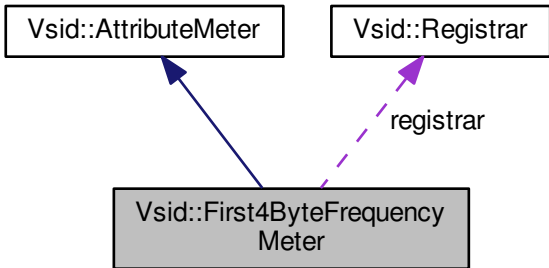 Vsid::AttributeMeter
Vsid::Registrar
registrar
Vsid::First4ByteFrequency
Meter